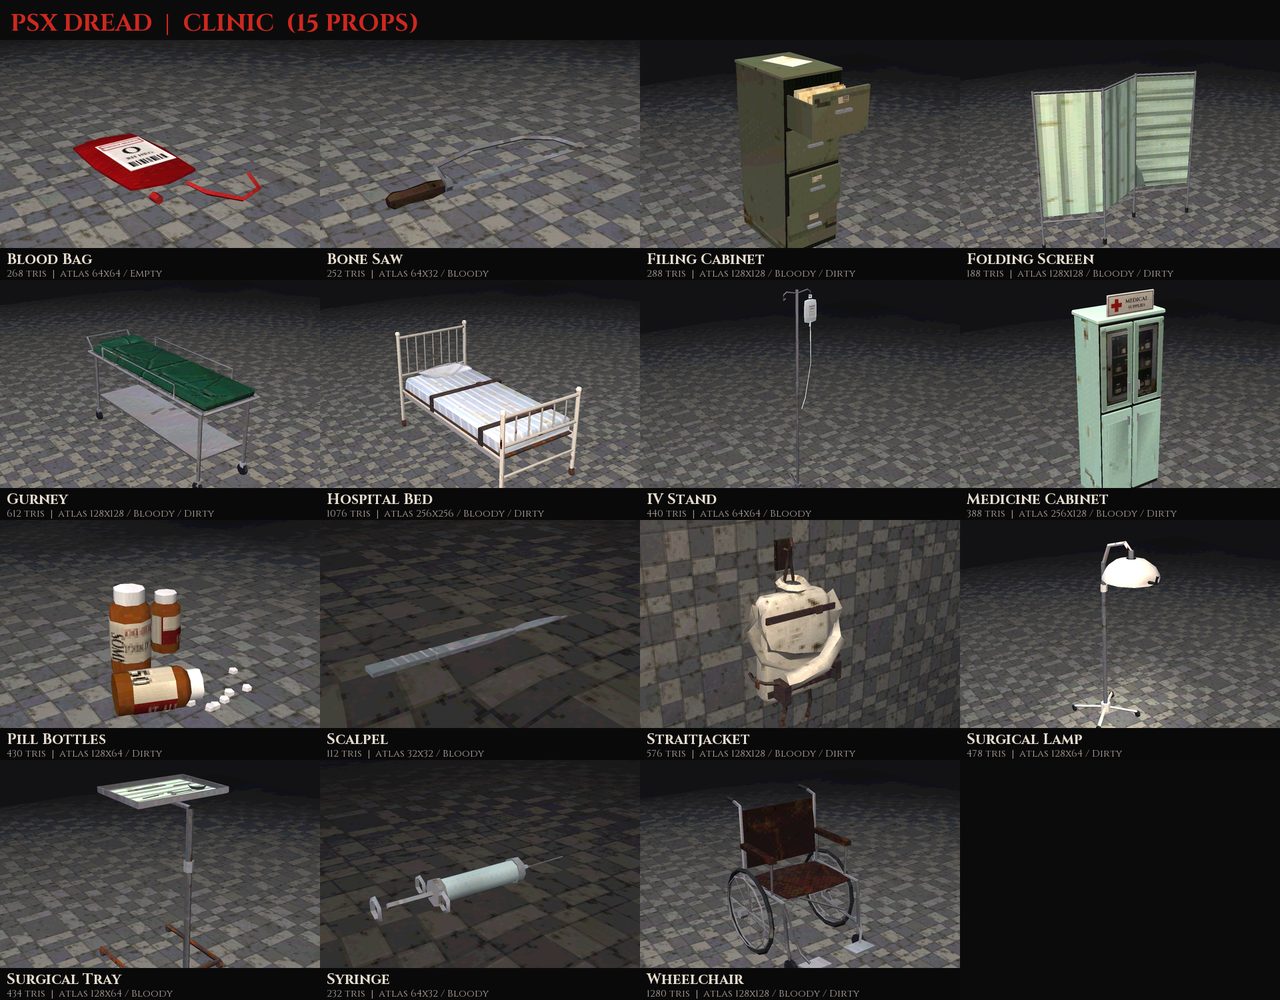 PSX DREAD | CLINIC (15 PROPS)
O
BLOOD BAG
268 TRIS | ATLAS 64X64 / EMPTY
BONE SAW
252 TRIS | ATLAS 64X32 / BLOODY
FILING CABINET
288 TRIS | ATLAS 128X128 / BLOODY / DIRTY
FOLDING SCREEN
188 TRIS | ATLAS 128X128 / BLOODY / DIRTY
MEDICAL
SUPPLIES
GURNEY
612 TRIS | ATLAS 128X128 / BLOODY / DIRTY
HOSPITAL BED
1076 TRIS | ATLAS 256X256 / BLOODY / DIRTY
IV STAND
440 TRIS | ATLAS 64X64 / BLOODY
MEDICINE CABINET
388 TRIS | ATLAS 256X128 / BLOODY / DIRTY
PILL BOTTLES
430 TRIS | ATLAS 128X64 / DIRTY
SCALPEL
112 TRIS | ATLAS 32X32 / BLOODY
STRAITJACKET
576 TRIS | ATLAS 128X128 / BLOODY / DIRTY
SURGICAL LAMP
478 TRIS | ATLAS 128X64 / DIRTY
SURGICAL TRAY
434 TRIS | ATLAS 128X64 / BLOODY
SYRINGE
232 TRIS | ATLAS 64X32 / BLOODY
WHEELCHAIR
1280 TRIS | ATLAS 128X128 / BLOODY / DIRTY